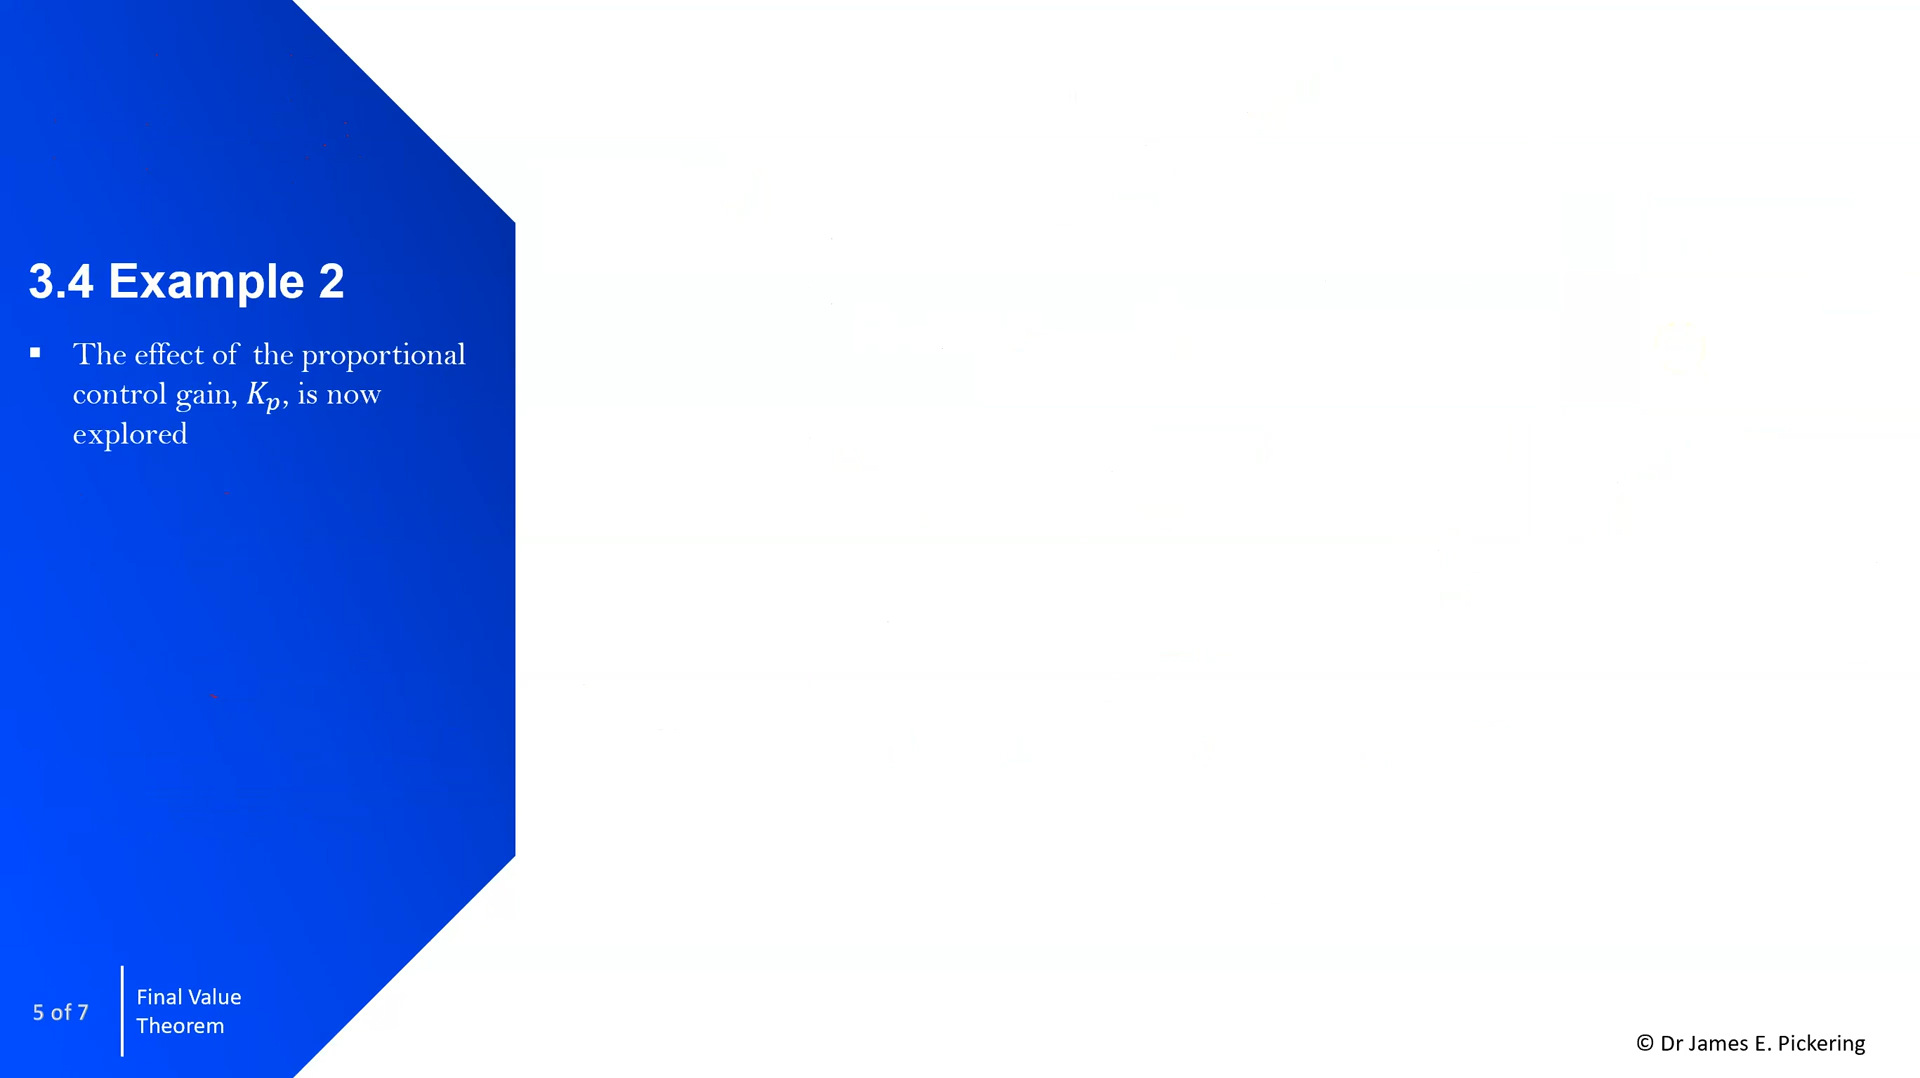 3.4 Example 2
▪ The effect of the proportional
control gain, Kₚ, is now
explored
5 of 7
Final Value
Theorem
© Dr James E. Pickering